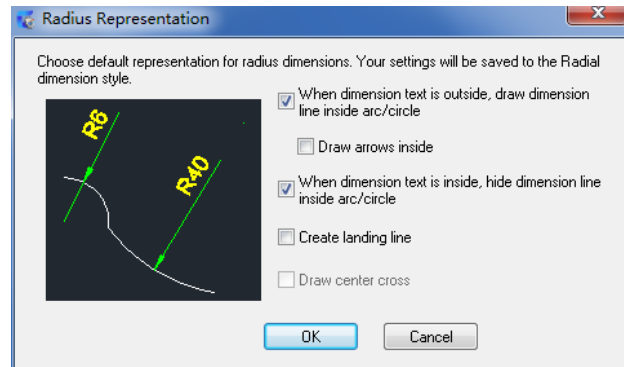 Radius Representation
Choose default representation for radius dimensions. Your settings will be saved to the Radial
dimension style.
When dimension text is outside, draw dimension
line inside arc/circle
R6
Draw arrows inside
R40
When dimension text is inside, hide dimension line
inside arc/circle
Create landing line
Draw center cross
OK
Cancel